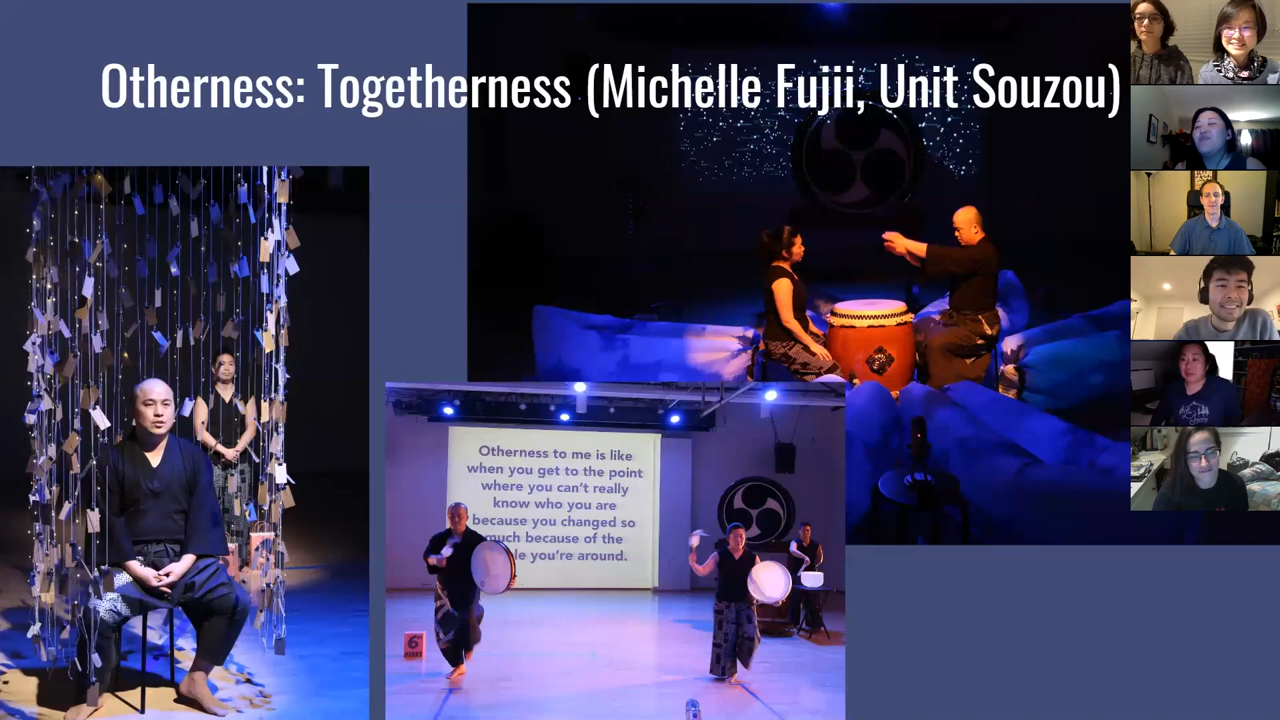 Otherness: Togetherness (Michelle Fujii, Unit Souzou)
Otherness to me is like
when you get to the point
where you can't really
know who you are
because you changed so
much because of the
you're around.
6